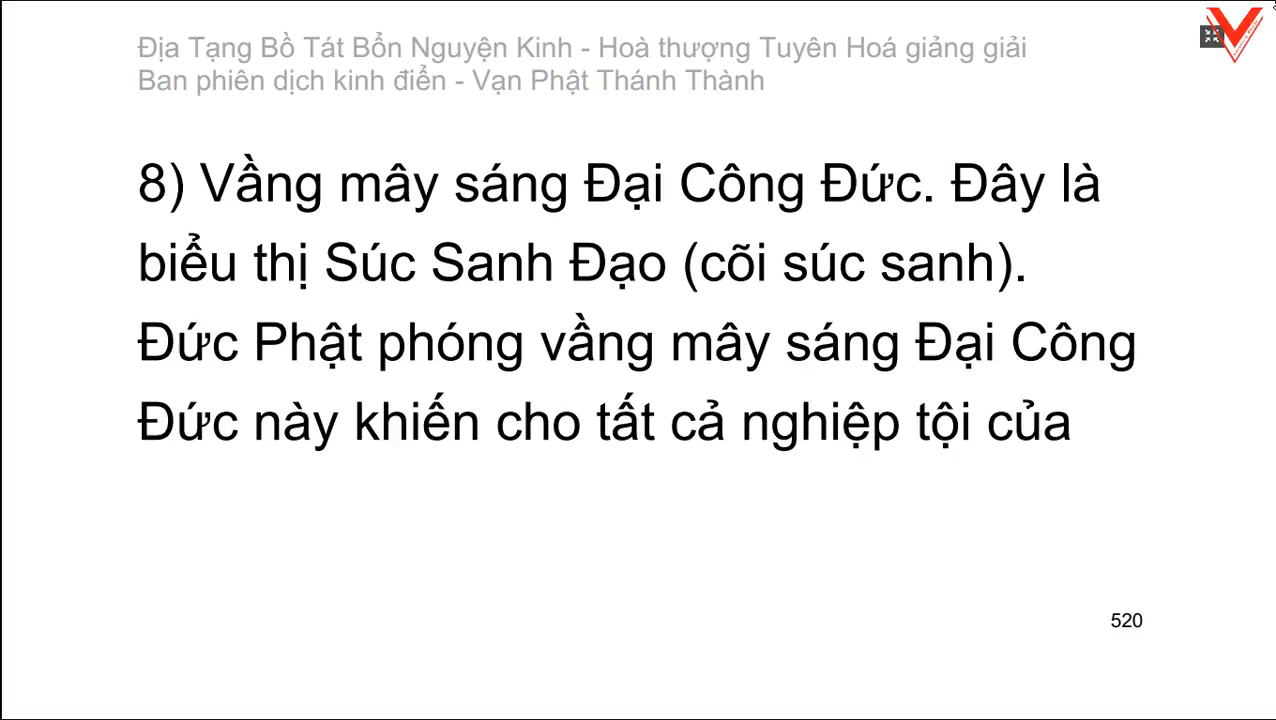 Địa Tạng Bồ Tát Bổn Nguyện Kinh - Hoà thượng Tuyên Hoá giảng giải
Ban phiên dịch kinh điển - Vạn Phật Thánh Thành
8) Vầng mây sáng Đại Công Đức. Đây là
biểu thị Súc Sanh Đạo (cõi súc sanh).
Đức Phật phóng vầng mây sáng Đại Công
Đức này khiến cho tất cả nghiệp tội của
520